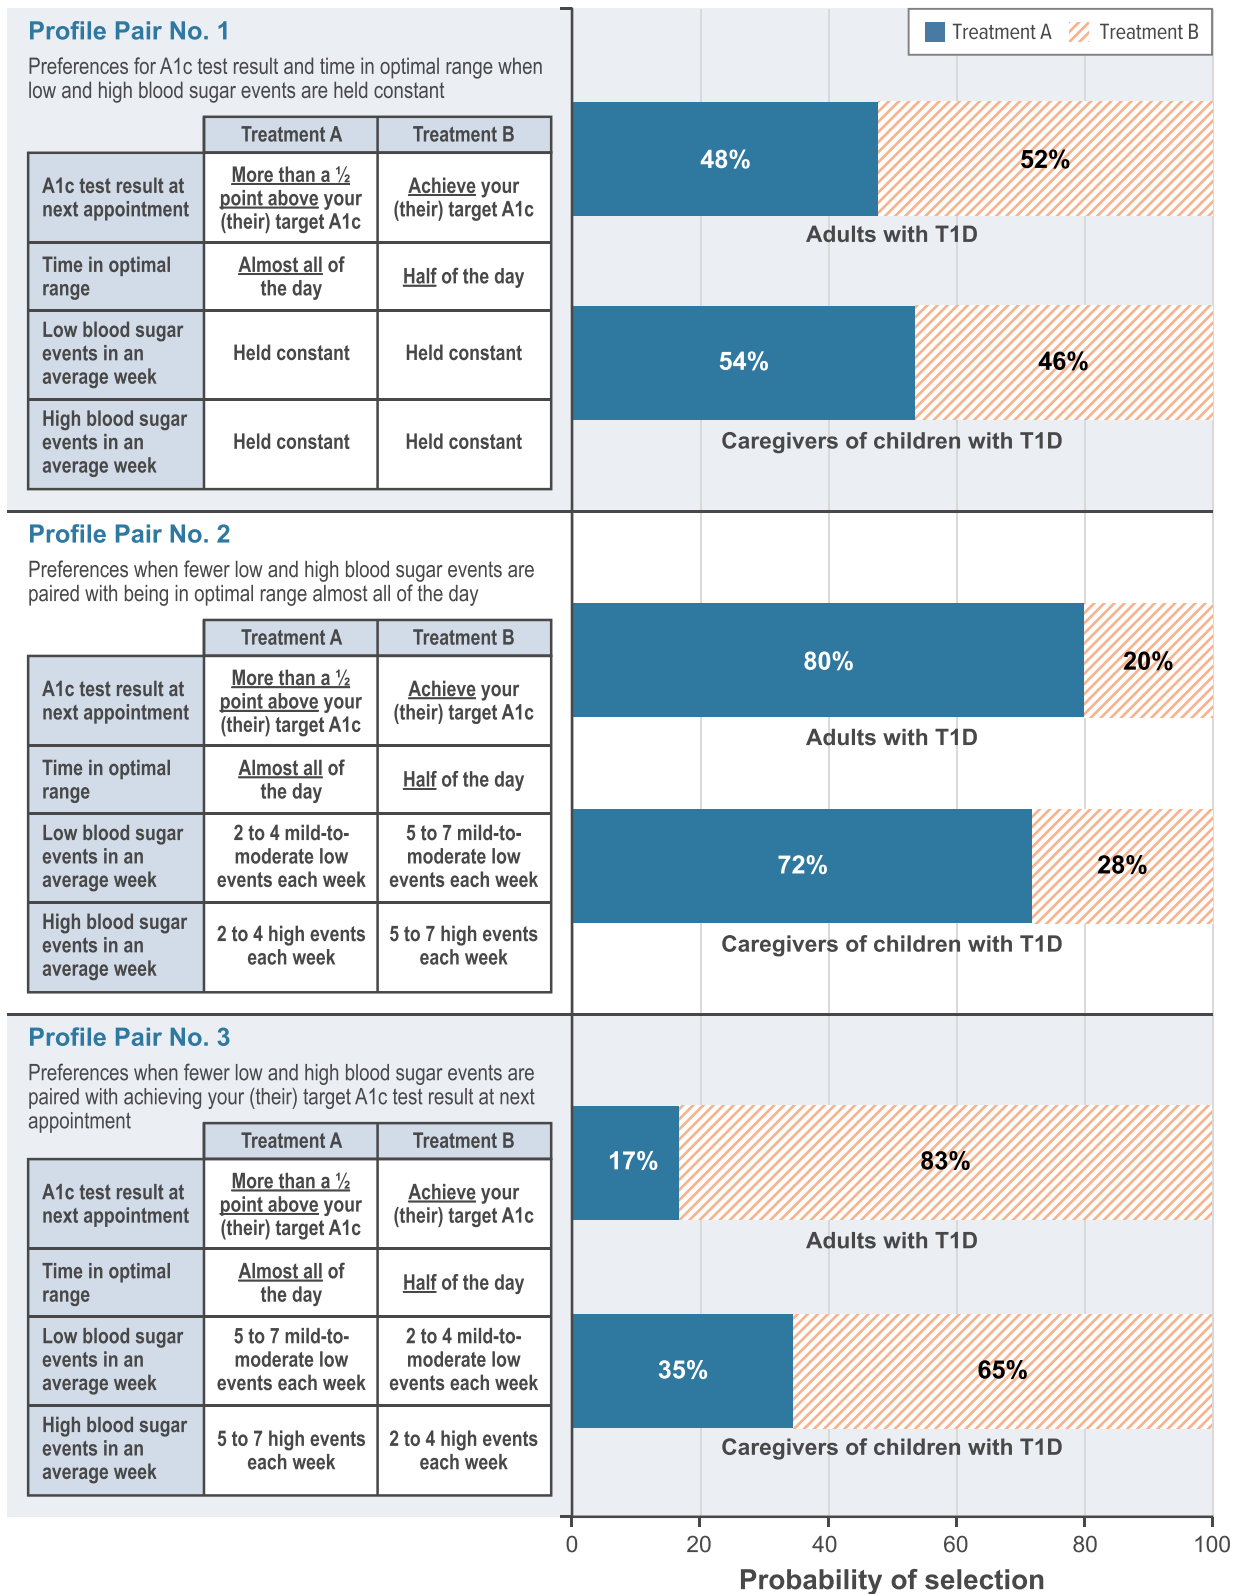 Profile Pair No. 1
Preferences for A1c test result and time in optimal range when
low and high blood sugar events are held constant
Treatment A
Treatment B
A1c test result at
next appointment
More than a ½
point above your
(their) target A1c
Achieve your
(their) target A1c
Time in optimal
range
Almost all of
the day
Half of the day
Low blood sugar
events in an
average week
Held constant
Held constant
High blood sugar
events in an
average week
Held constant
Held constant
Treatment A
Treatment B
48%
52%
Adults with T1D
54%
46%
Caregivers of children with T1D
Profile Pair No. 2
Preferences when fewer low and high blood sugar events are
paired with being in optimal range almost all of the day
Treatment A
Treatment B
A1c test result at
next appointment
More than a ½
point above your
(their) target A1c
Achieve your
(their) target A1c
Time in optimal
range
Almost all of
the day
Half of the day
Low blood sugar
events in an
average week
2 to 4 mild-to-
moderate low
events each week
5 to 7 mild-to-
moderate low
events each week
High blood sugar
events in an
average week
2 to 4 high events
each week
5 to 7 high events
each week
80%
20%
Adults with T1D
72%
28%
Caregivers of children with T1D
Profile Pair No. 3
Preferences when fewer low and high blood sugar events are
paired with achieving your (their) target A1c test result at next
appointment
Treatment A
Treatment B
A1c test result at
next appointment
More than a ½
point above your
(their) target A1c
Achieve your
(their) target A1c
Time in optimal
range
Almost all of
the day
Half of the day
Low blood sugar
events in an
average week
5 to 7 mild-to-
moderate low
events each week
2 to 4 mild-to-
moderate low
events each week
High blood sugar
events in an
average week
5 to 7 high events
each week
2 to 4 high events
each week
17%
83%
Adults with T1D
35%
65%
Caregivers of children with T1D
0
20
40
60
80
100
Probability of selection